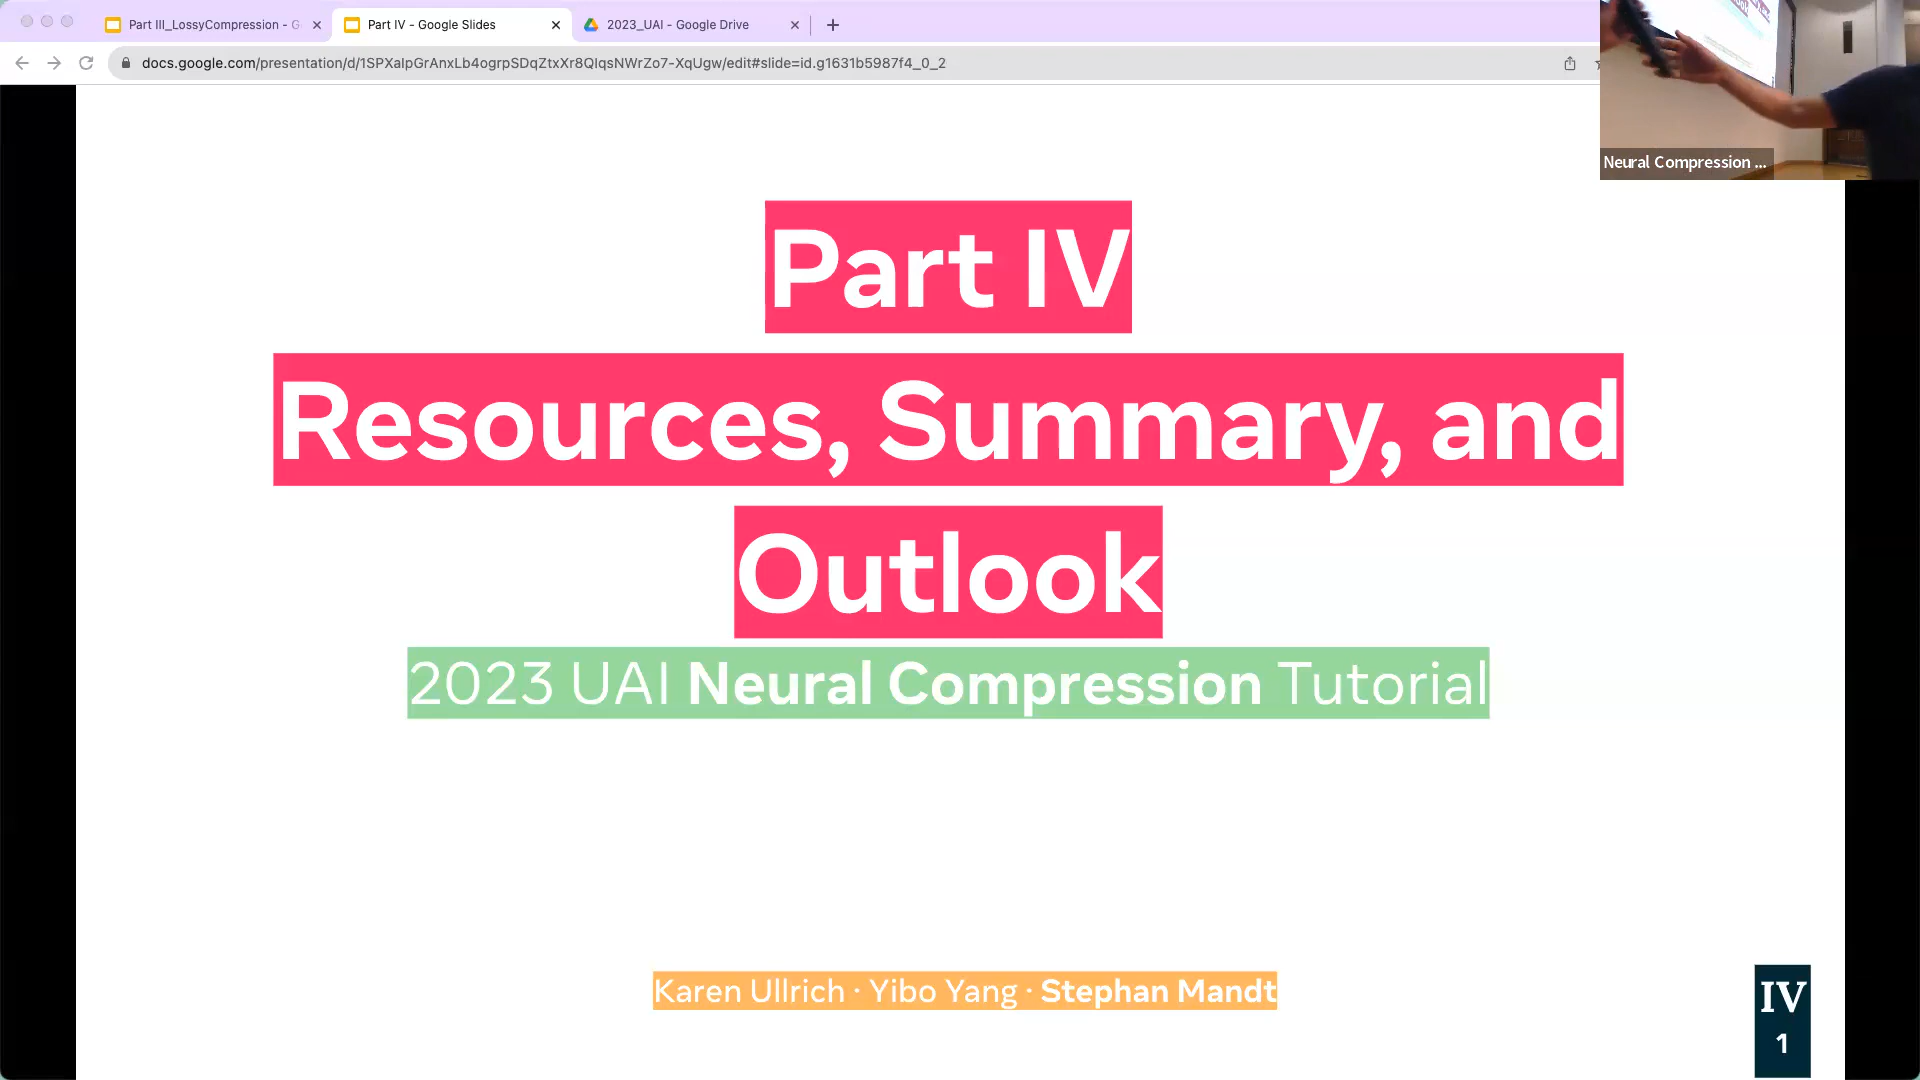 Part III_LossyCompression - G
Part IV - Google Slides
2023_UAI - Google Drive
docs.google.com/presentation/d/1SPXalpGrAnxLb4ogrpSDqZtxXr8QIqsNWrZo7-XqUgw/edit#slide=id.g1631b5987f4_0_2
Neural Compression ...
Part IV
Resources, Summary, and
Outlook
2023 UAI Neural Compression Tutorial
Karen Ullrich · Yibo Yang · Stephan Mandt
IV
1